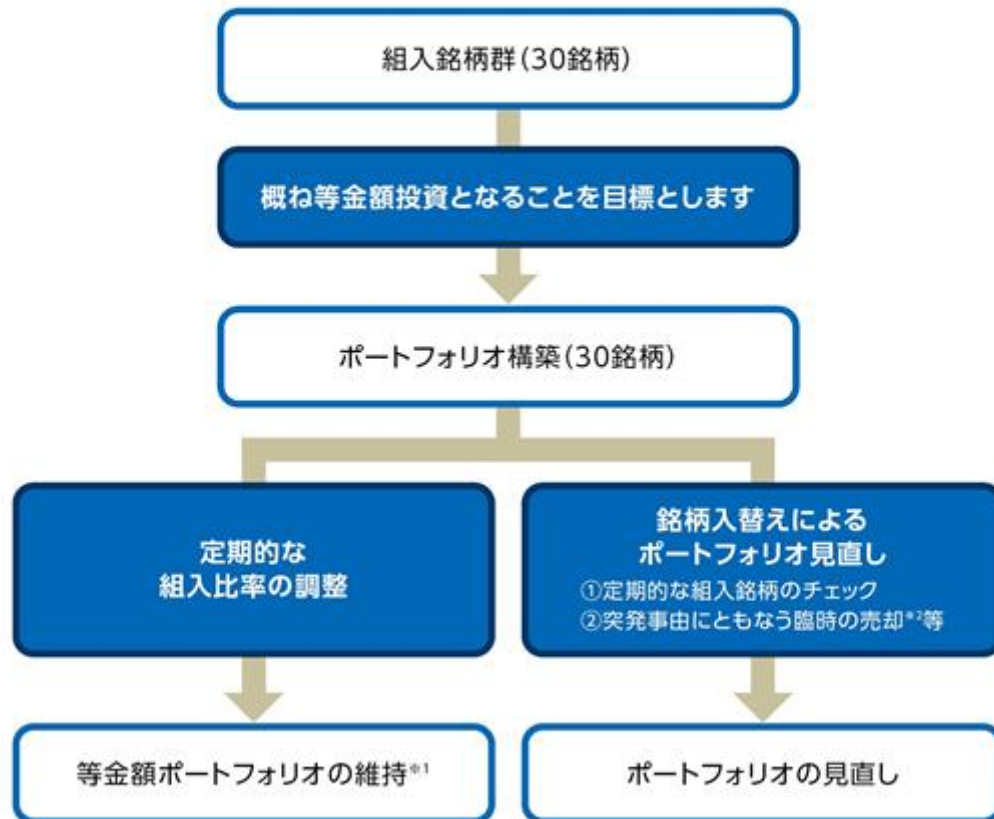 組入銘柄群(30銘柄)
概ね等金額投資となることを目標とします
ポートフォリオ構築(30銘柄)
定期的な
組入比率の調整
銘柄入替えによる
ポートフォリオ見直し
①定期的な組入銘柄のチェック
②突発事由にともなう臨時の売却※2等
等金額ポートフォリオの維持※1
ポートフォリオの見直し